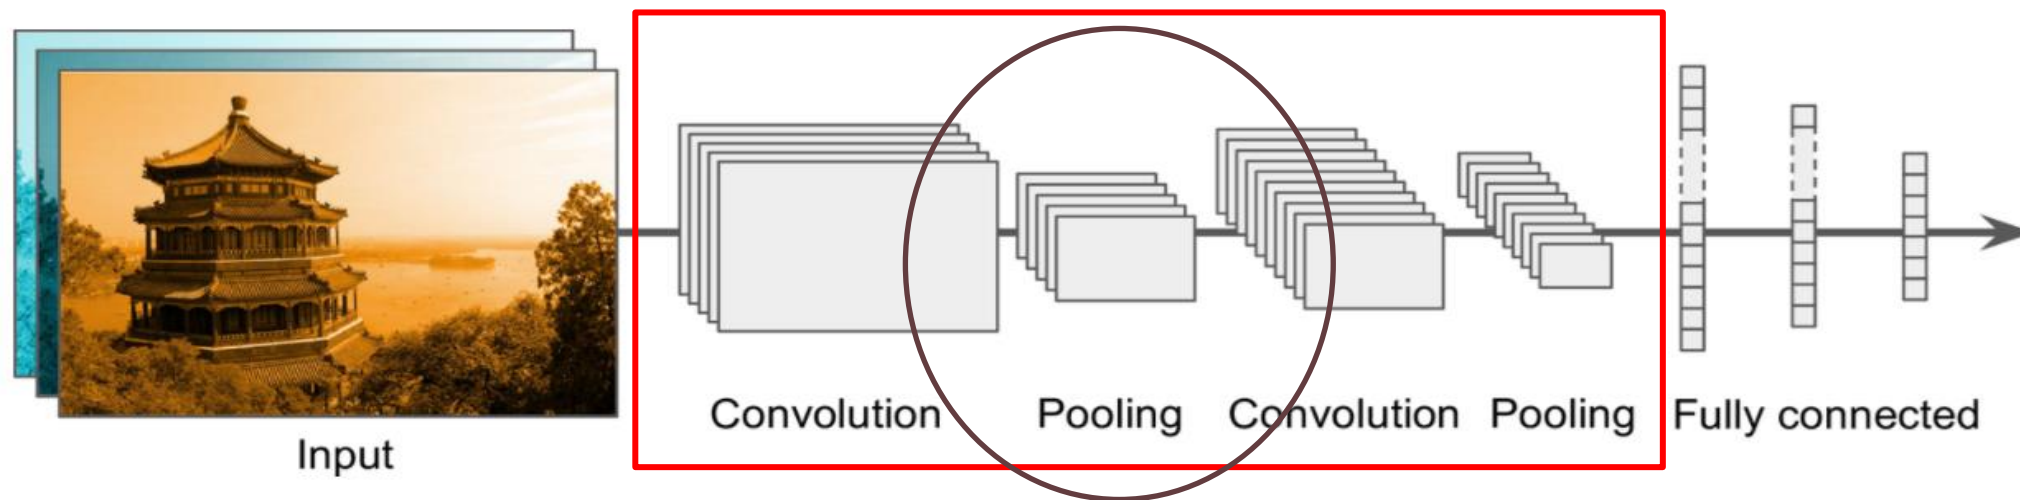 Input
Convolution
Pooling
Convolution
Pooling
Fully connected